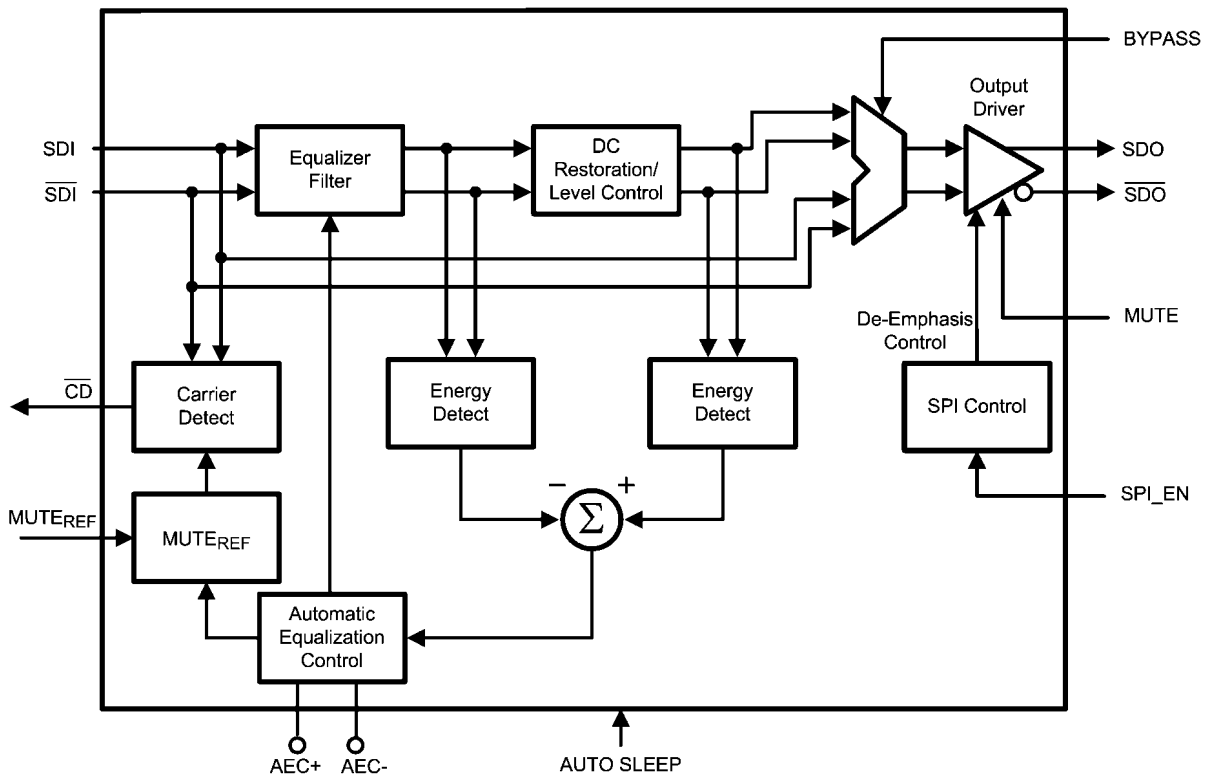 BYPASS
Output
Driver
SDI
Equalizer
Filter
DC
Restoration/
Level Control
SDO
SDI
SDO
De-Emphasis
Control
MUTE
CD
Carrier
Detect
Energy
Detect
Energy
Detect
SPI Control
− +
Σ
SPI_EN
MUTEREF
MUTEREF
Automatic
Equalization
Control
AEC+ AEC-
AUTO SLEEP